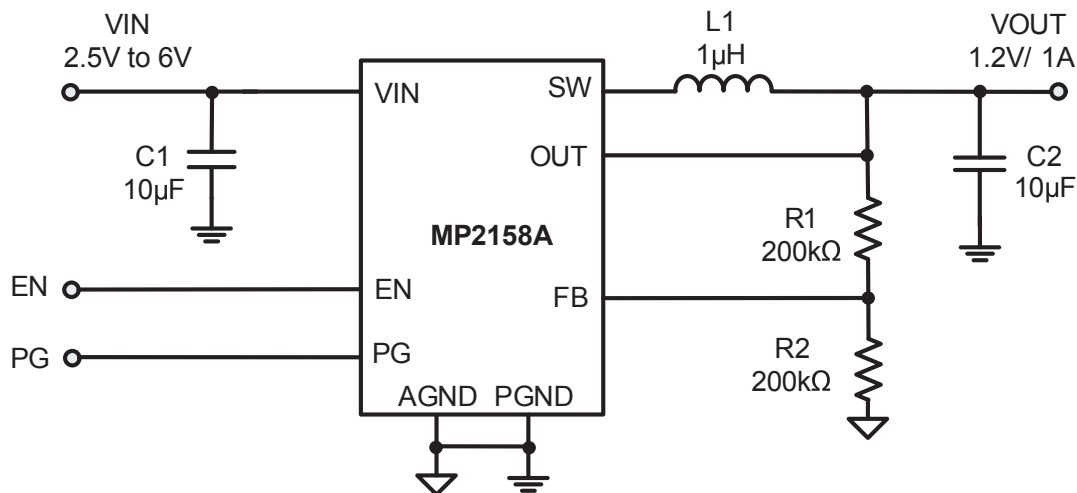 VIN
2.5V to 6V
L1
1µH
VOUT
1.2V/ 1A
VIN
SW
OUT
C1
10µF
C2
10µF
R1
200kΩ
MP2158A
EN
EN
FB
PG
PG
R2
200kΩ
AGND
PGND